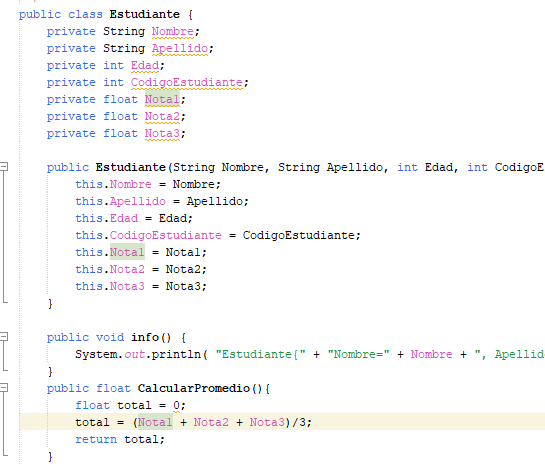 public class Estudiante {
private String Nombre;
private String Apellido;
private int Edad;
private int CodigoEstudiante;
private float Nota1;
private float Nota2;
private float Nota3;
public Estudiante(String Nombre, String Apellido, int Edad, int CodigoE
this.Nombre = Nombre;
this.Apellido = Apellido;
this.Edad = Edad;
this.CodigoEstudiante = CodigoEstudiante;
this.Nota1 = Nota1;
this.Nota2 = Nota2;
this.Nota3 = Nota3;
}
public void info() {
System.out.println( "Estudiante{" + "Nombre=" + Nombre + ", Apellid
}
public float CalcularPromedio(){
float total = 0;
total = (Nota1 + Nota2 + Nota3)/3;
return total;
}